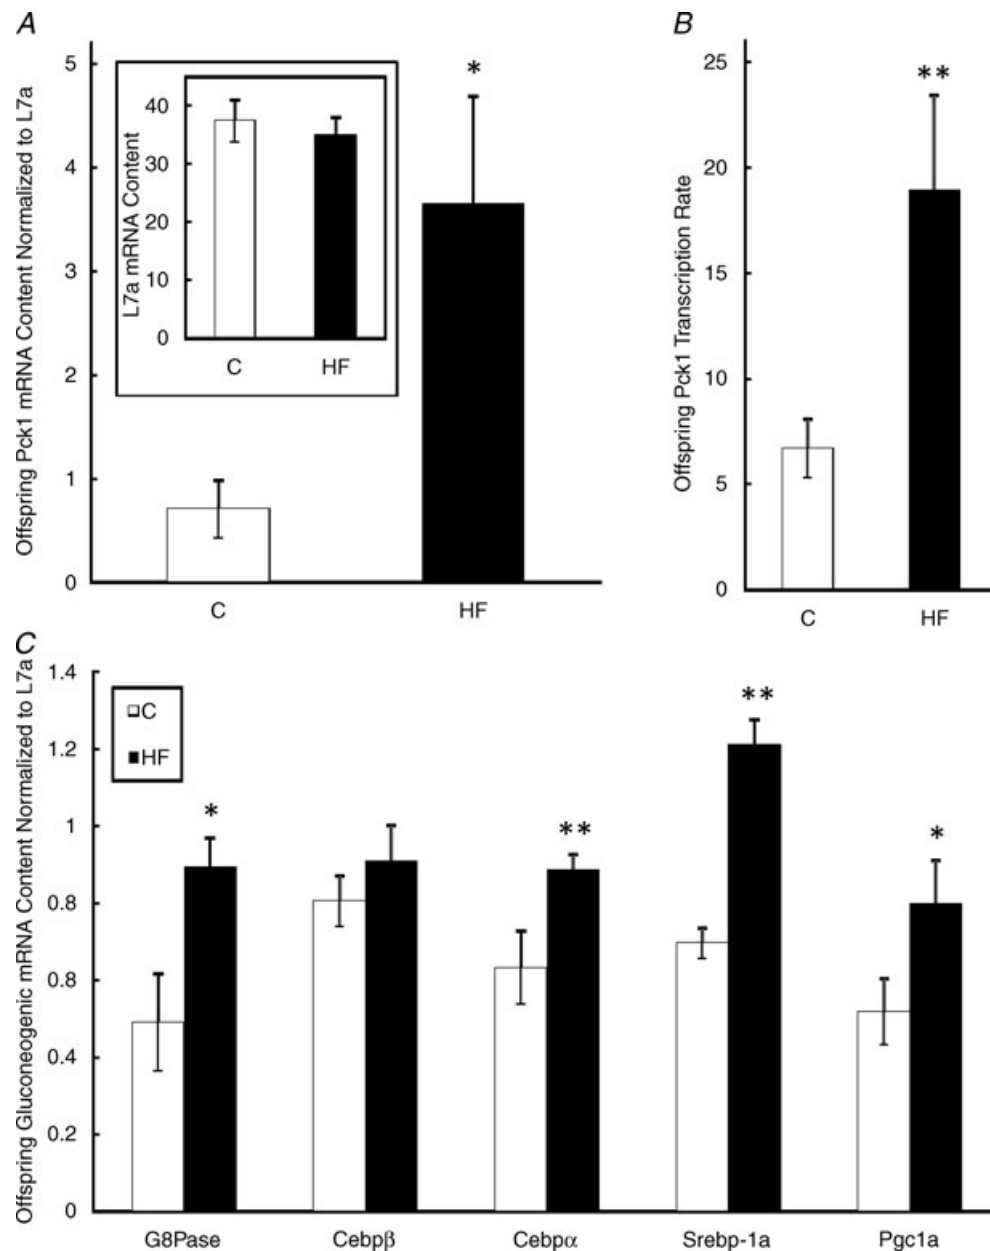 A
Offspring Pck1 mRNA Content Normalized to L7a
5
4
3
2
1
0
*
L7a mRNA Content
40
30
20
10
0
C
HF
C
HF
B
Offspring Pck1 Transcription Rate
25
20
15
10
5
0
**
C
HF
C
Offspring Gluconeogenic mRNA Content Normalized to L7a
1.4
1.2
1
0.8
0.8
0.4
0.2
0
C
HF
*
**
**
*
G8Pase
Cebpβ
Cebpα
Srebp-1a
Pgc1a